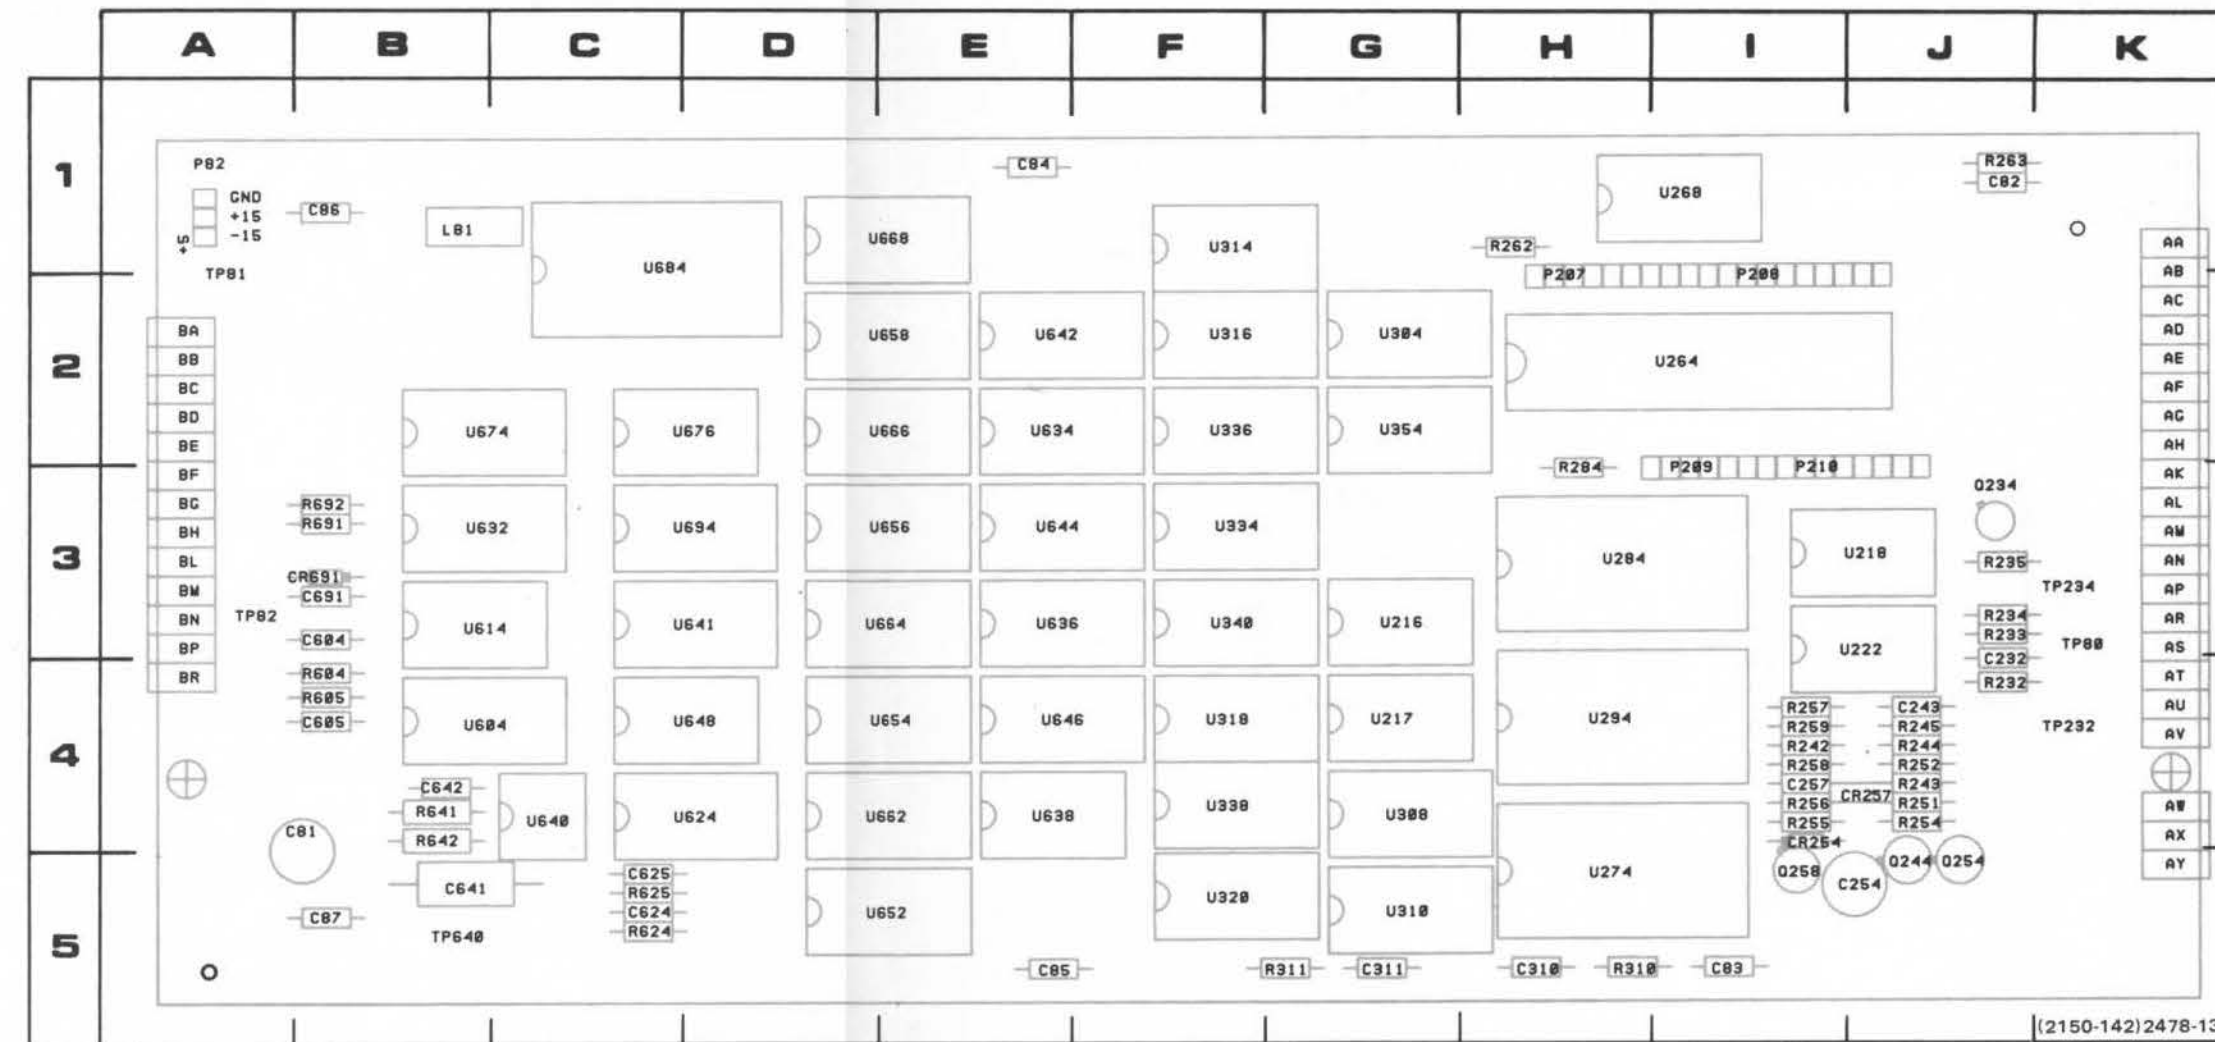 A B C D E F G H I J K
1
P82
GND
+15
-15
+5
TP81
C86
L81
U684
U668
C84
U314
R262
U268
R263
C82
P207 P208
AA
AB
AC
AD
AE
AF
AG
AH
AK
AL
AM
AN
AP
AR
AS
AT
AU
AV
AW
AX
AY
2
BA
BB
BC
BD
BE
BF
BG
BH
BL
BM
BN
BP
BR
U658 U642 U316 U304
U264
U674 U676 U666 U634 U336 U354
R284 P209 P210
3
R692
R691
CR691
C691
TP82
C604
U632 U694 U656 U644 U334
U284
U218
Q234
R235
TP234
U614 U641 U664 U636 U340 U216
U222
R234
R233
C232
R232
TP80
4
R604
R605
C605
U604 U648 U654 U646 U318 U217
U294
R257
R259
R242
R258
C257
R256
R255
CR254
C243
R245
R244
R252
R243
R251
R254
CR257
TP232
C642
R641
R642
C81
U640 U624 U662 U638 U338 U308
5
C641
C87
TP640
C625
R625
C624
R624
U652 U320 U310
U274
Q258
C254
Q244 Q254
C85 R311 C311 C310 R310 C83
(2150-142)2478-13